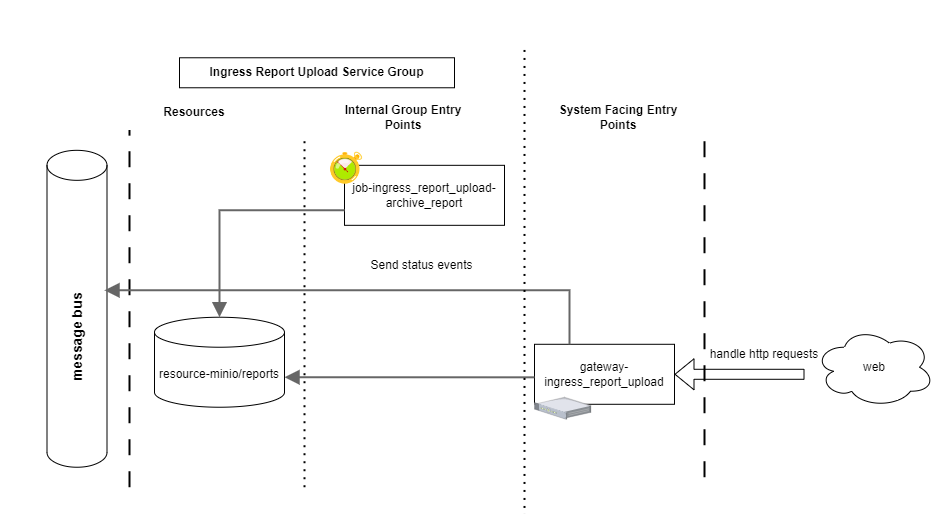 Ingress Report Upload Service Group
Resources
Internal Group Entry
Points
System Facing Entry
Points
job-ingress_report_upload-
archive_report
Send status events
message bus
resource-minio/reports
gateway-
ingress_report_upload
handle http requests
web